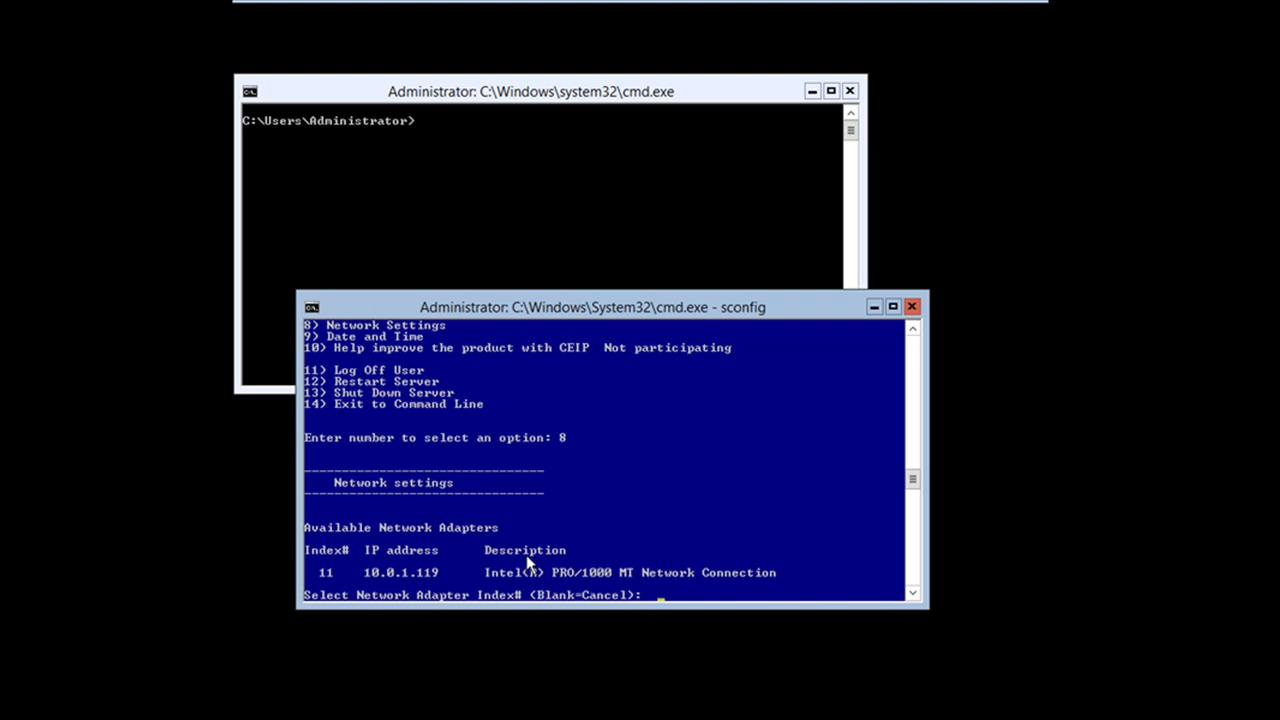 Administrator: C:\Windows\system32\cmd.exe
C:\Users\Administrator>
Administrator: C:\Windows\System32\cmd.exe - sconfig
8) Network Settings
9) Date and Time
10) Help improve the product with CEIP  Not participating
11) Log Off User
12) Restart Server
13) Shut Down Server
14) Exit to Command Line
Enter number to select an option: 8
Network settings
Available Network Adapters
Index#  IP address      Description
11    10.0.1.119      Intel(R) PRO/1000 MT Network Connection
Select Network Adapter Index# (Blank=Cancel):